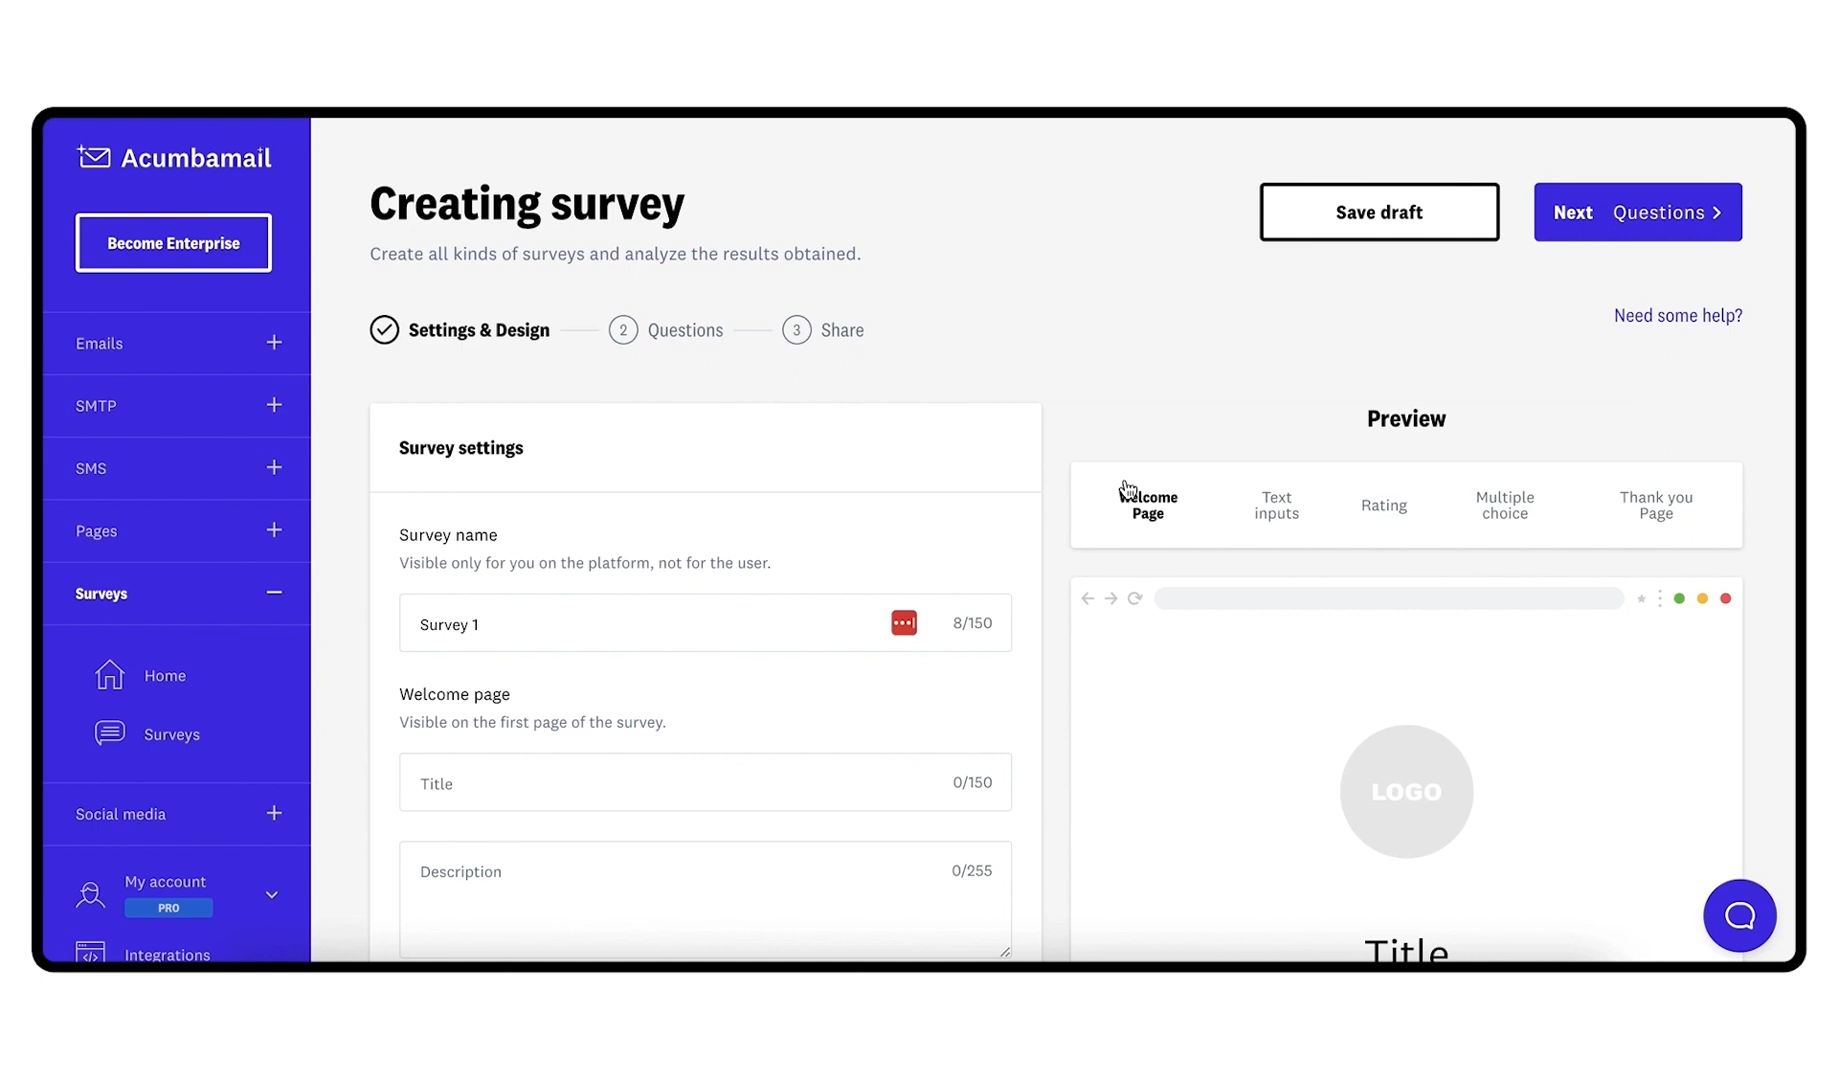 Acumbamail
Become Enterprise
Emails
SMTP
SMS
Pages
Surveys
Home
Surveys
Social media
My account
PRO
Integrations
Creating survey
Create all kinds of surveys and analyze the results obtained.
Save draft
Next Questions
Need some help?
Settings & Design
2 Questions
3 Share
Survey settings
Survey name
Visible only for you on the platform, not for the user.
Survey 1
8/150
Welcome page
Visible on the first page of the survey.
Title
0/150
Description
0/255
Preview
Welcome
Page
Text
inputs
Rating
Multiple
choice
Thank you
Page
LOGO
Title